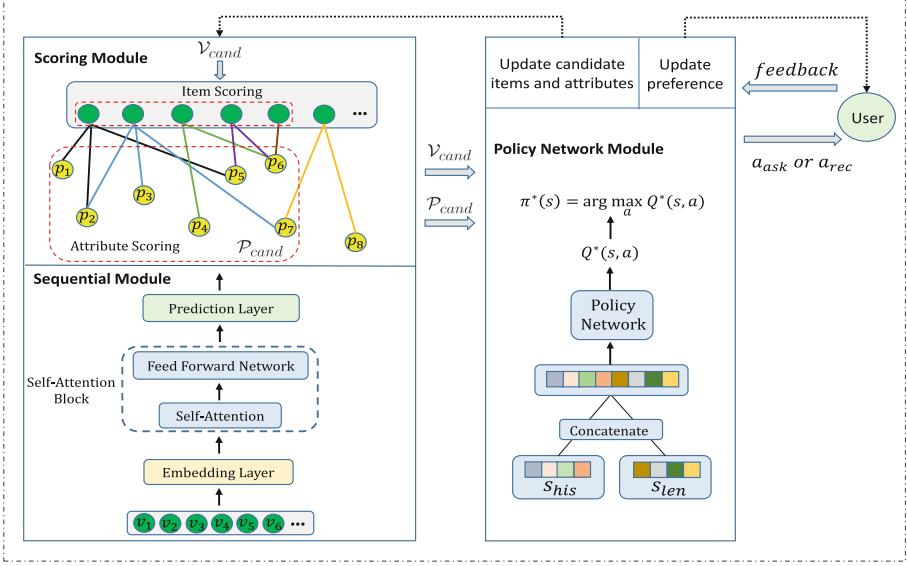 Scoring Module
𝒱cand
Item Scoring
...
p1
p2
p3
p4
p5
p6
p7
p8
Attribute Scoring
𝒫cand
Sequential Module
Prediction Layer
Feed Forward Network
Self-Attention
Block
Self-Attention
Embedding Layer
v1 v2 v3 v4 v5 v6 ...
𝒱cand
𝒫cand
Update candidate
items and attributes
Update
preference
Policy Network Module
π*(s) = arg max Q*(s, a)
a
Q*(s, a)
Policy
Network
Concatenate
shis
slen
feedback
User
aask or arec